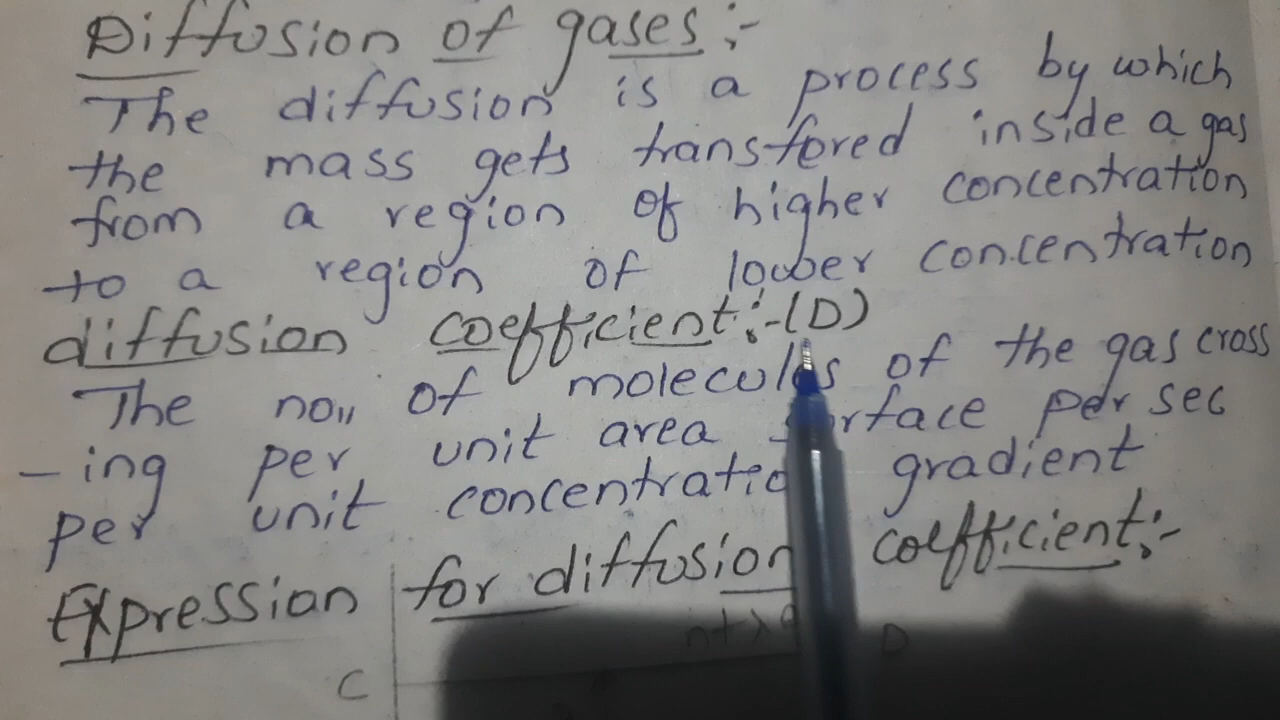 Diffusion of gases :-
The diffusion is a process by which
the mass gets transfered inside a gas
from a region of higher concentration
to a region of lower concentration
diffusion coefficient :- (D)
The no,, of molecules of the gas cross
-ing per unit area surface per sec
per unit concentration gradient
Expression for diffusion coefficient :-
C D